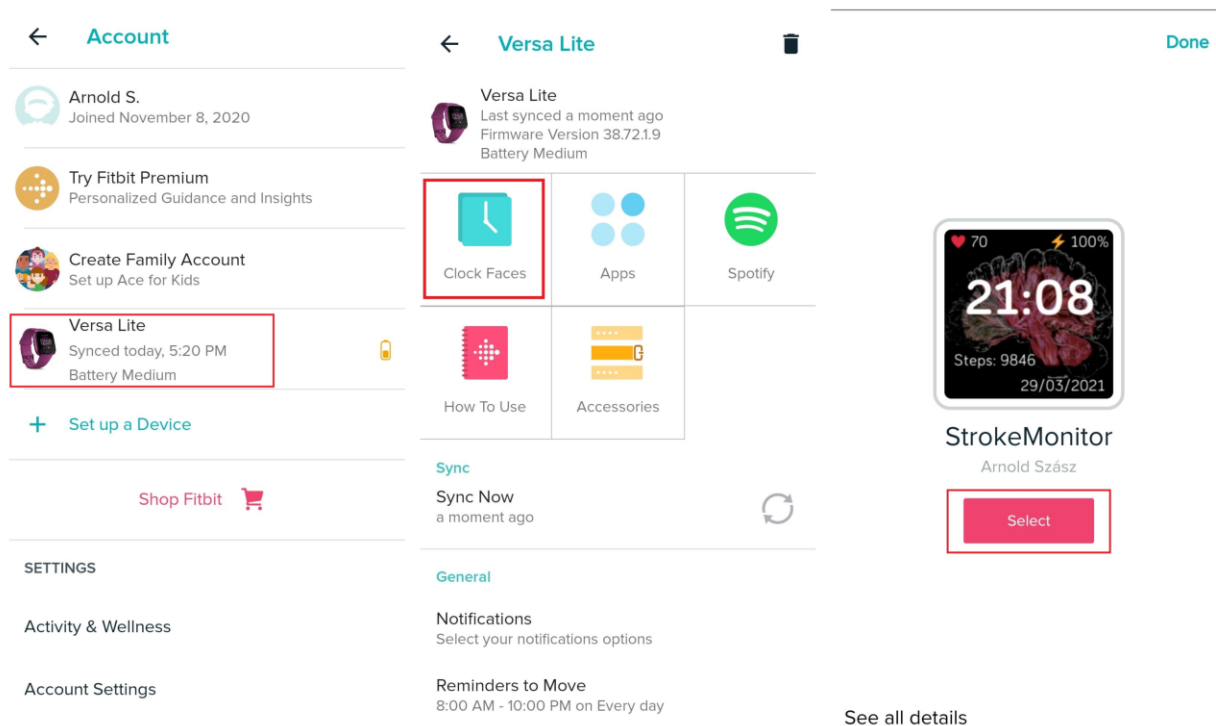 Account
Arnold S.
Joined November 8, 2020
Try Fitbit Premium
Personalized Guidance and Insights
Create Family Account
Set up Ace for Kids
Versa Lite
Synced today, 5:20 PM
Battery Medium
+ Set up a Device
Shop Fitbit
SETTINGS
Activity & Wellness
Account Settings
Versa Lite
Versa Lite
Last synced a moment ago
Firmware Version 38.72.1.9
Battery Medium
Clock Faces
Apps
Spotify
How To Use
Accessories
Sync
Sync Now
a moment ago
General
Notifications
Select your notifications options
Reminders to Move
8:00 AM - 10:00 PM on Every day
Done
70
100%
21:08
Steps: 9846
29/03/2021
StrokeMonitor
Arnold Szász
Select
See all details